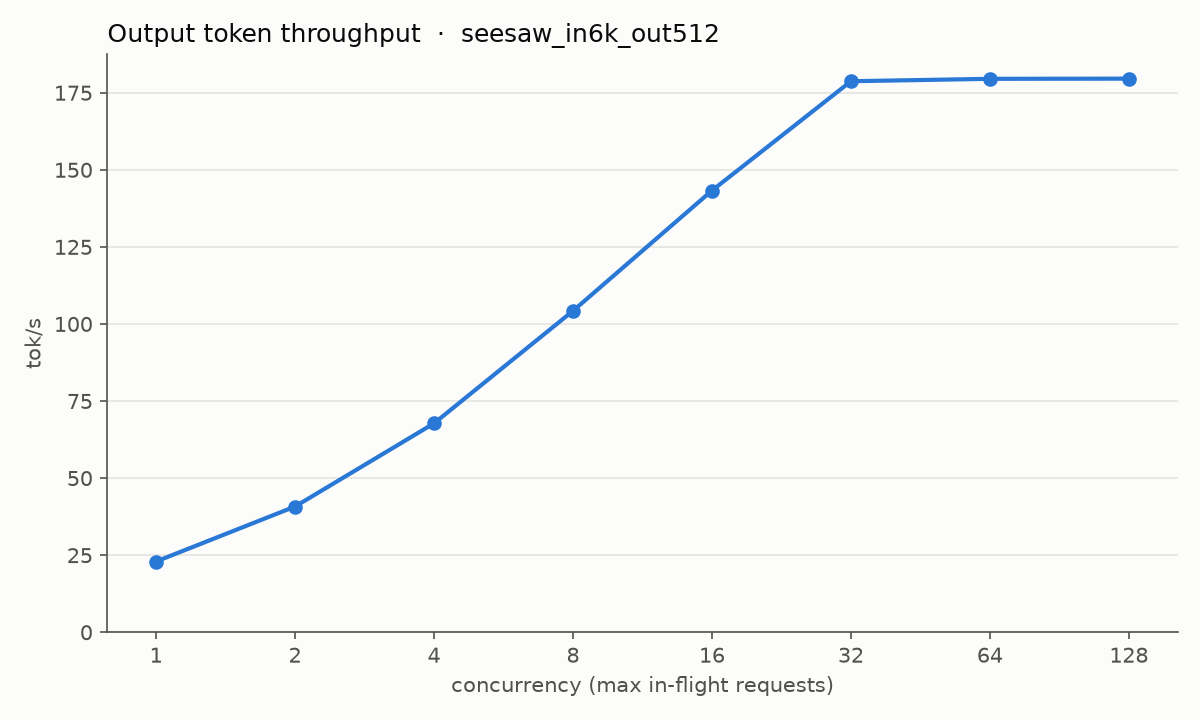 Output token throughput · seesaw_in6k_out512
tok/s
175
150
125
100
75
50
25
0
1 2 4 8 16 32 64 128
concurrency (max in-flight requests)